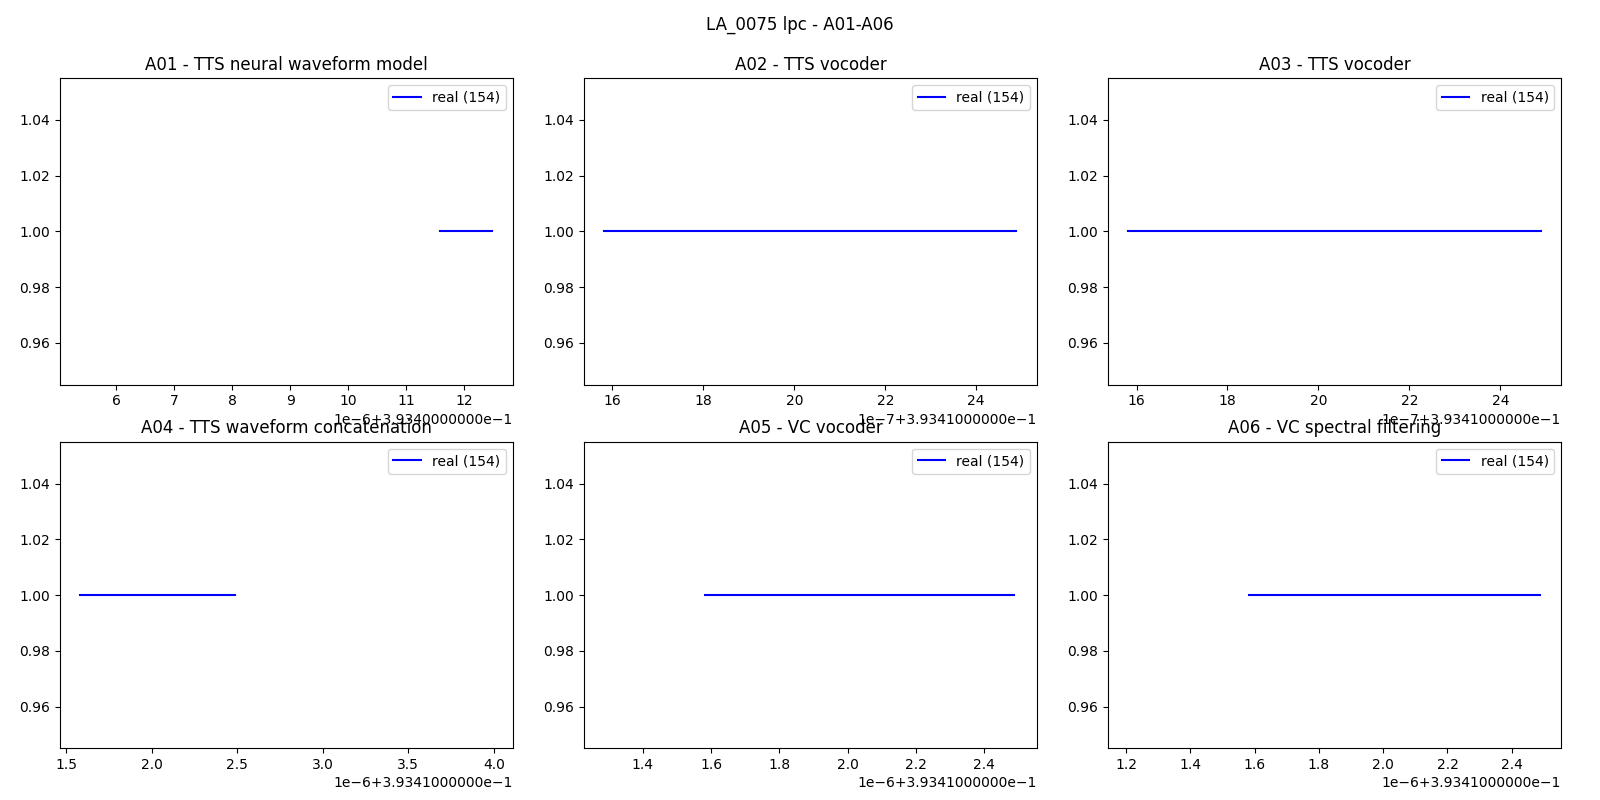 LA_0075 lpc - A01-A06
A01 - TTS neural waveform model
real (154)
1.04
1.02
1.00
0.98
0.96
6 7 8 9 10 11 12
1e−6+3.9340000000e−1
A02 - TTS vocoder
real (154)
1.04
1.02
1.00
0.98
0.96
16 18 20 22 24
1e−7+3.9341000000e−1
A03 - TTS vocoder
real (154)
1.04
1.02
1.00
0.98
0.96
16 18 20 22 24
1e−7+3.9341000000e−1
A04 - TTS waveform concatenation
real (154)
1.04
1.02
1.00
0.98
0.96
1.5 2.0 2.5 3.0 3.5 4.0
1e−6+3.9341000000e−1
A05 - VC vocoder
real (154)
1.04
1.02
1.00
0.98
0.96
1.4 1.6 1.8 2.0 2.2 2.4
1e−6+3.9341000000e−1
A06 - VC spectral filtering
real (154)
1.04
1.02
1.00
0.98
0.96
1.2 1.4 1.6 1.8 2.0 2.2 2.4
1e−6+3.9341000000e−1